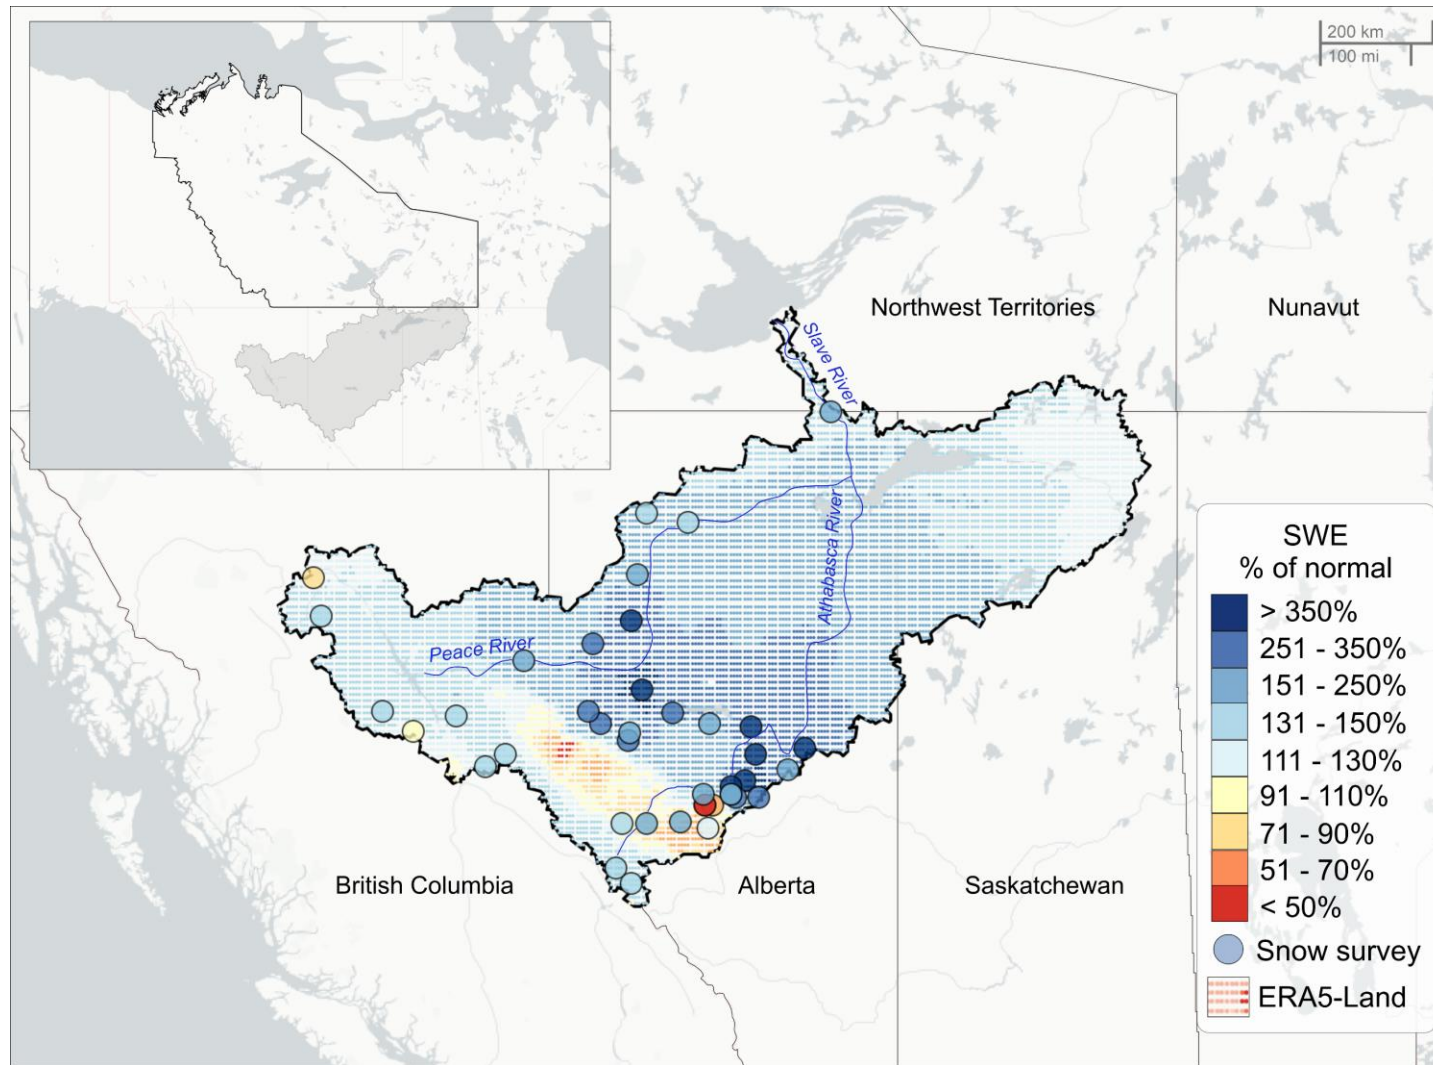 200 km
100 mi
Northwest Territories
Nunavut
Slave River
Athabasca River
Peace River
British Columbia
Alberta
Saskatchewan
SWE
% of normal
> 350%
251 - 350%
151 - 250%
131 - 150%
111 - 130%
91 - 110%
71 - 90%
51 - 70%
< 50%
Snow survey
ERA5-Land